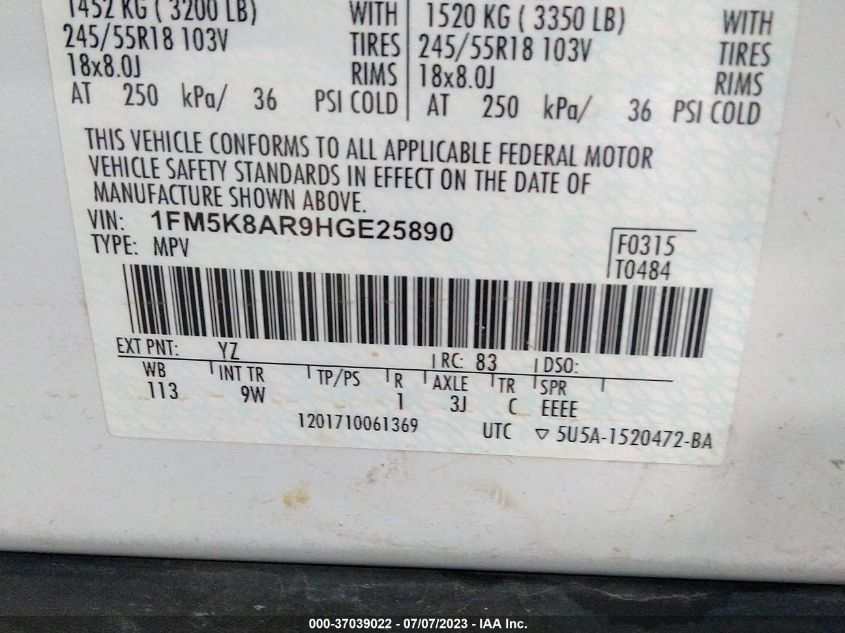 1452 KG ( 3200 LB) WITH 1520 KG ( 3350 LB) WITH
245/55R18 103V TIRES 245/55R18 103V TIRES
18x8.0J RIMS 18x8.0J RIMS
AT 250 kPa/ 36 PSI COLD AT 250 kPa/ 36 PSI COLD
THIS VEHICLE CONFORMS TO ALL APPLICABLE FEDERAL MOTOR
VEHICLE SAFETY STANDARDS IN EFFECT ON THE DATE OF
MANUFACTURE SHOWN ABOVE.
VIN: 1FM5K8AR9HGE25890
TYPE: MPV
F0315
T0484
EXT PNT: YZ RC: 83 DSO:
WB INT TR TP/PS R AXLE TR SPR
113 9W 1 3J C EEEE
1201710061369 UTC ▽ 5U5A-1520472-BA
000-37039022 - 07/07/2023 - IAA Inc.